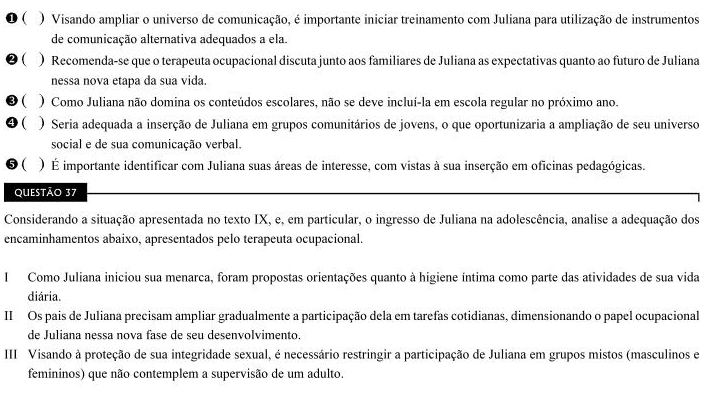 ❶ ( ) Visando ampliar o universo de comunicação, é importante iniciar treinamento com Juliana para utilização de instrumentos
de comunicação alternativa adequados a ela.
❷ ( ) Recomenda-se que o terapeuta ocupacional discuta junto aos familiares de Juliana as expectativas quanto ao futuro de Juliana
nessa nova etapa da sua vida.
❸ ( ) Como Juliana não domina os conteúdos escolares, não se deve incluí-la em escola regular no próximo ano.
❹ ( ) Seria adequada a inserção de Juliana em grupos comunitários de jovens, o que oportunizaria a ampliação de seu universo
social e de sua comunicação verbal.
❺ ( ) É importante identificar com Juliana suas áreas de interesse, com vistas à sua inserção em oficinas pedagógicas.
QUESTÃO 37
Considerando a situação apresentada no texto IX, e, em particular, o ingresso de Juliana na adolescência, analise a adequação dos
encaminhamentos abaixo, apresentados pelo terapeuta ocupacional.
I Como Juliana iniciou sua menarca, foram propostas orientações quanto à higiene íntima como parte das atividades de sua vida
diária.
II Os pais de Juliana precisam ampliar gradualmente a participação dela em tarefas cotidianas, dimensionando o papel ocupacional
de Juliana nessa nova fase de seu desenvolvimento.
III Visando à proteção de sua integridade sexual, é necessário restringir a participação de Juliana em grupos mistos (masculinos e
femininos) que não contemplem a supervisão de um adulto.